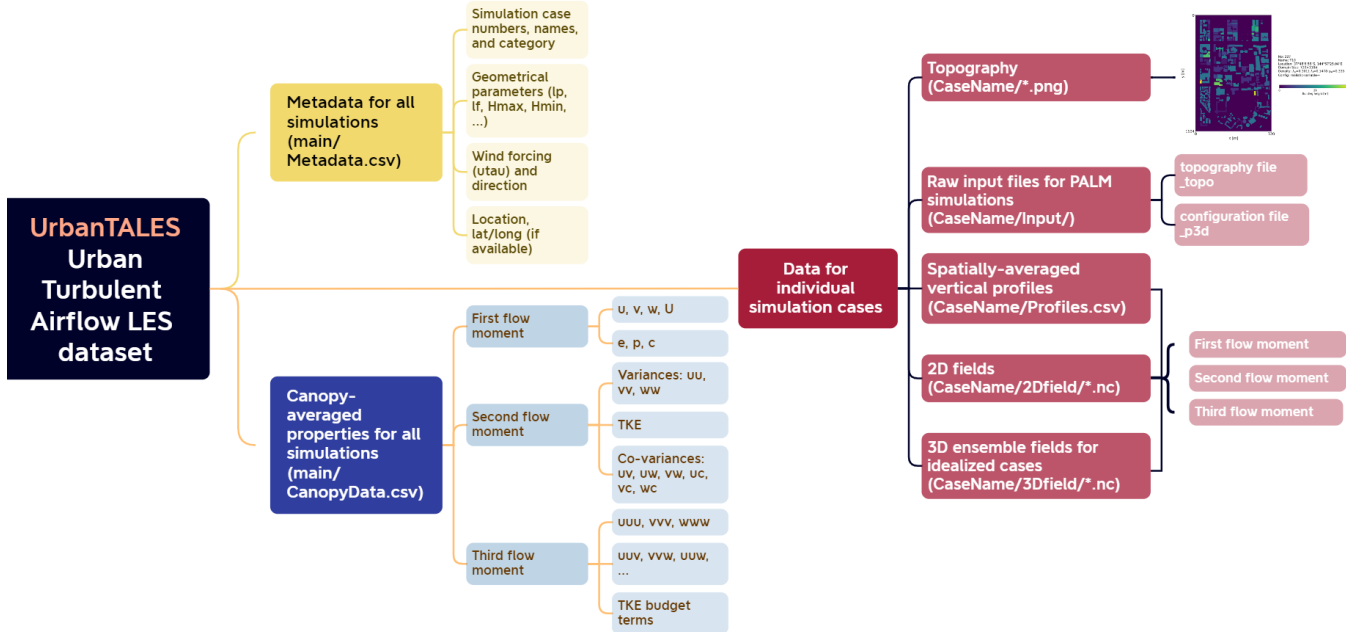 UrbanTALES
Urban
Turbulent
Airflow LES
dataset
Metadata for all
simulations
(main/
Metadata.csv)
Simulation case
numbers, names,
and category
Geometrical
parameters (lp,
lf, Hmax, Hmin,
...)
Wind forcing
(utau) and
direction
Location,
lat/long (if
available)
Canopy-
averaged
properties for all
simulations
(main/
CanopyData.csv)
First flow
moment
u, v, w, U
e, p, c
Second flow
moment
Variances: uu,
vv, ww
TKE
Co-variances:
uv, uw, vw, uc,
vc, wc
Third flow
moment
uuu, vvv, www
uuv, vvw, uuw,
...
TKE budget
terms
Data for
individual
simulation cases
Topography
(CaseName/*.png)
Raw input files for PALM
simulations
(CaseName/Input/)
topography file
_topo
configuration file
_p3d
Spatially-averaged
vertical profiles
(CaseName/Profiles.csv)
2D fields
(CaseName/2Dfield/*.nc)
3D ensemble fields for
idealized cases
(CaseName/3Dfield/*.nc)
First flow moment
Second flow moment
Third flow moment